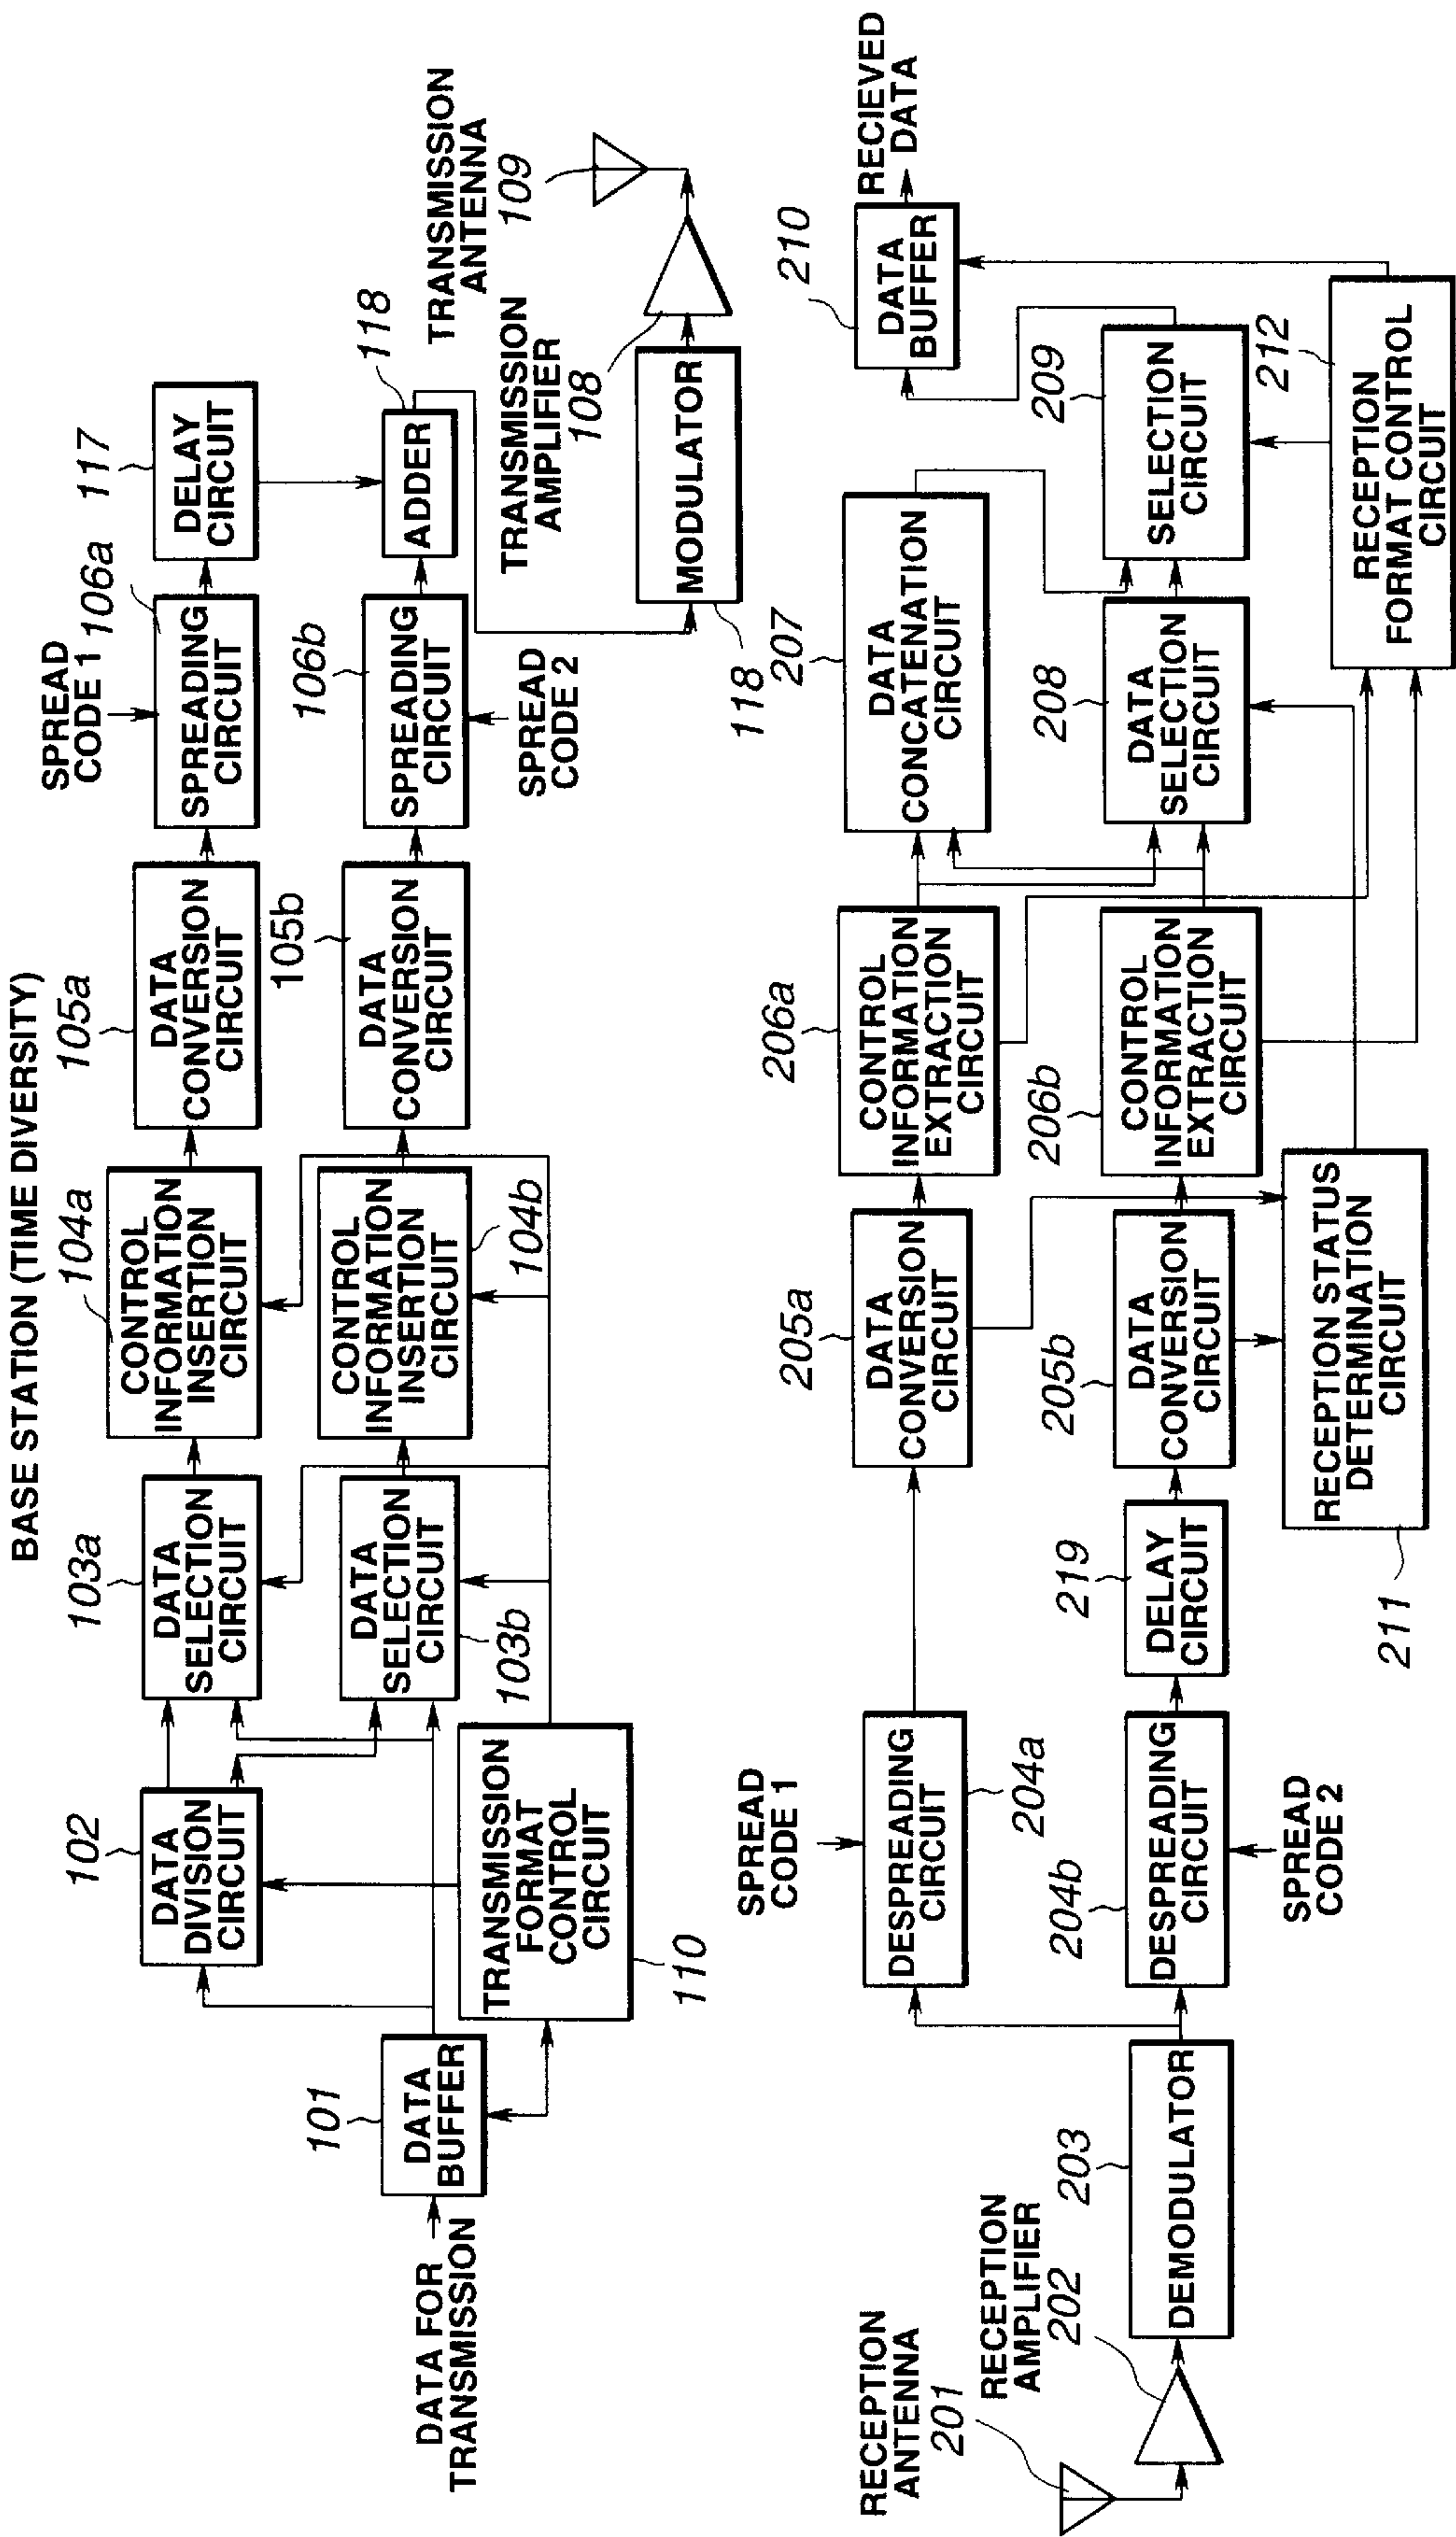 BASE STATION (TIME DIVERSITY)
DATA FOR
TRANSMISSION
101
DATA
BUFFER
102
DATA
DIVISION
CIRCUIT
TRANSMISSION
FORMAT
CONTROL
CIRCUIT
110
103a
DATA
SELECTION
CIRCUIT
DATA
SELECTION
CIRCUIT
103b
104a
CONTROL
INFORMATION
INSERTION
CIRCUIT
CONTROL
INFORMATION
INSERTION
CIRCUIT
104b
105a
DATA
CONVERSION
CIRCUIT
105b
DATA
CONVERSION
CIRCUIT
SPREAD
CODE 1
106a
SPREADING
CIRCUIT
106b
SPREADING
CIRCUIT
SPREAD
CODE 2
117
DELAY
CIRCUIT
118
ADDER
TRANSMISSION
ANTENNA
109
TRANSMISSION
AMPLIFIER
108
MODULATOR
118
RECEPTION
ANTENNA
201
RECEPTION
AMPLIFIER
202
203
DEMODULATOR
SPREAD
CODE 1
DESPREADING
CIRCUIT
204a
204b
DESPREADING
CIRCUIT
SPREAD
CODE 2
219
DELAY
CIRCUIT
205a
DATA
CONVERSION
CIRCUIT
205b
DATA
CONVERSION
CIRCUIT
RECEPTION STATUS
DETERMINATION
CIRCUIT
211
206a
CONTROL
INFORMATION
EXTRACTION
CIRCUIT
206b
CONTROL
INFORMATION
EXTRACTION
CIRCUIT
207
DATA
CONCATENATION
CIRCUIT
208
DATA
SELECTION
CIRCUIT
209
SELECTION
CIRCUIT
210
DATA
BUFFER
RECIEVED
DATA
212
RECEPTION
FORMAT CONTROL
CIRCUIT